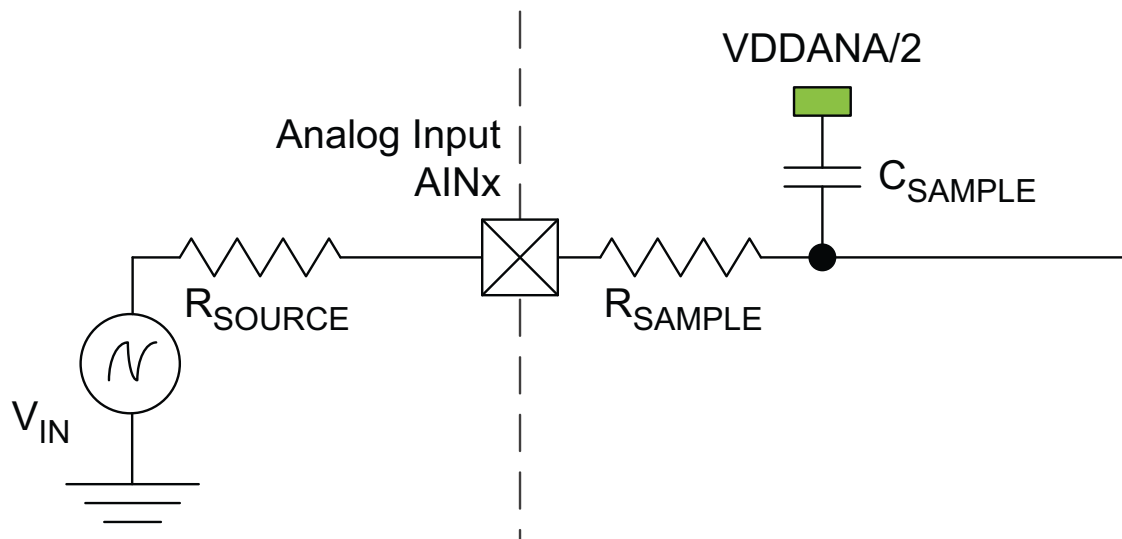 VDDANA/2
Analog Input
AINx
CSAMPLE
RSOURCE
RSAMPLE
VIN